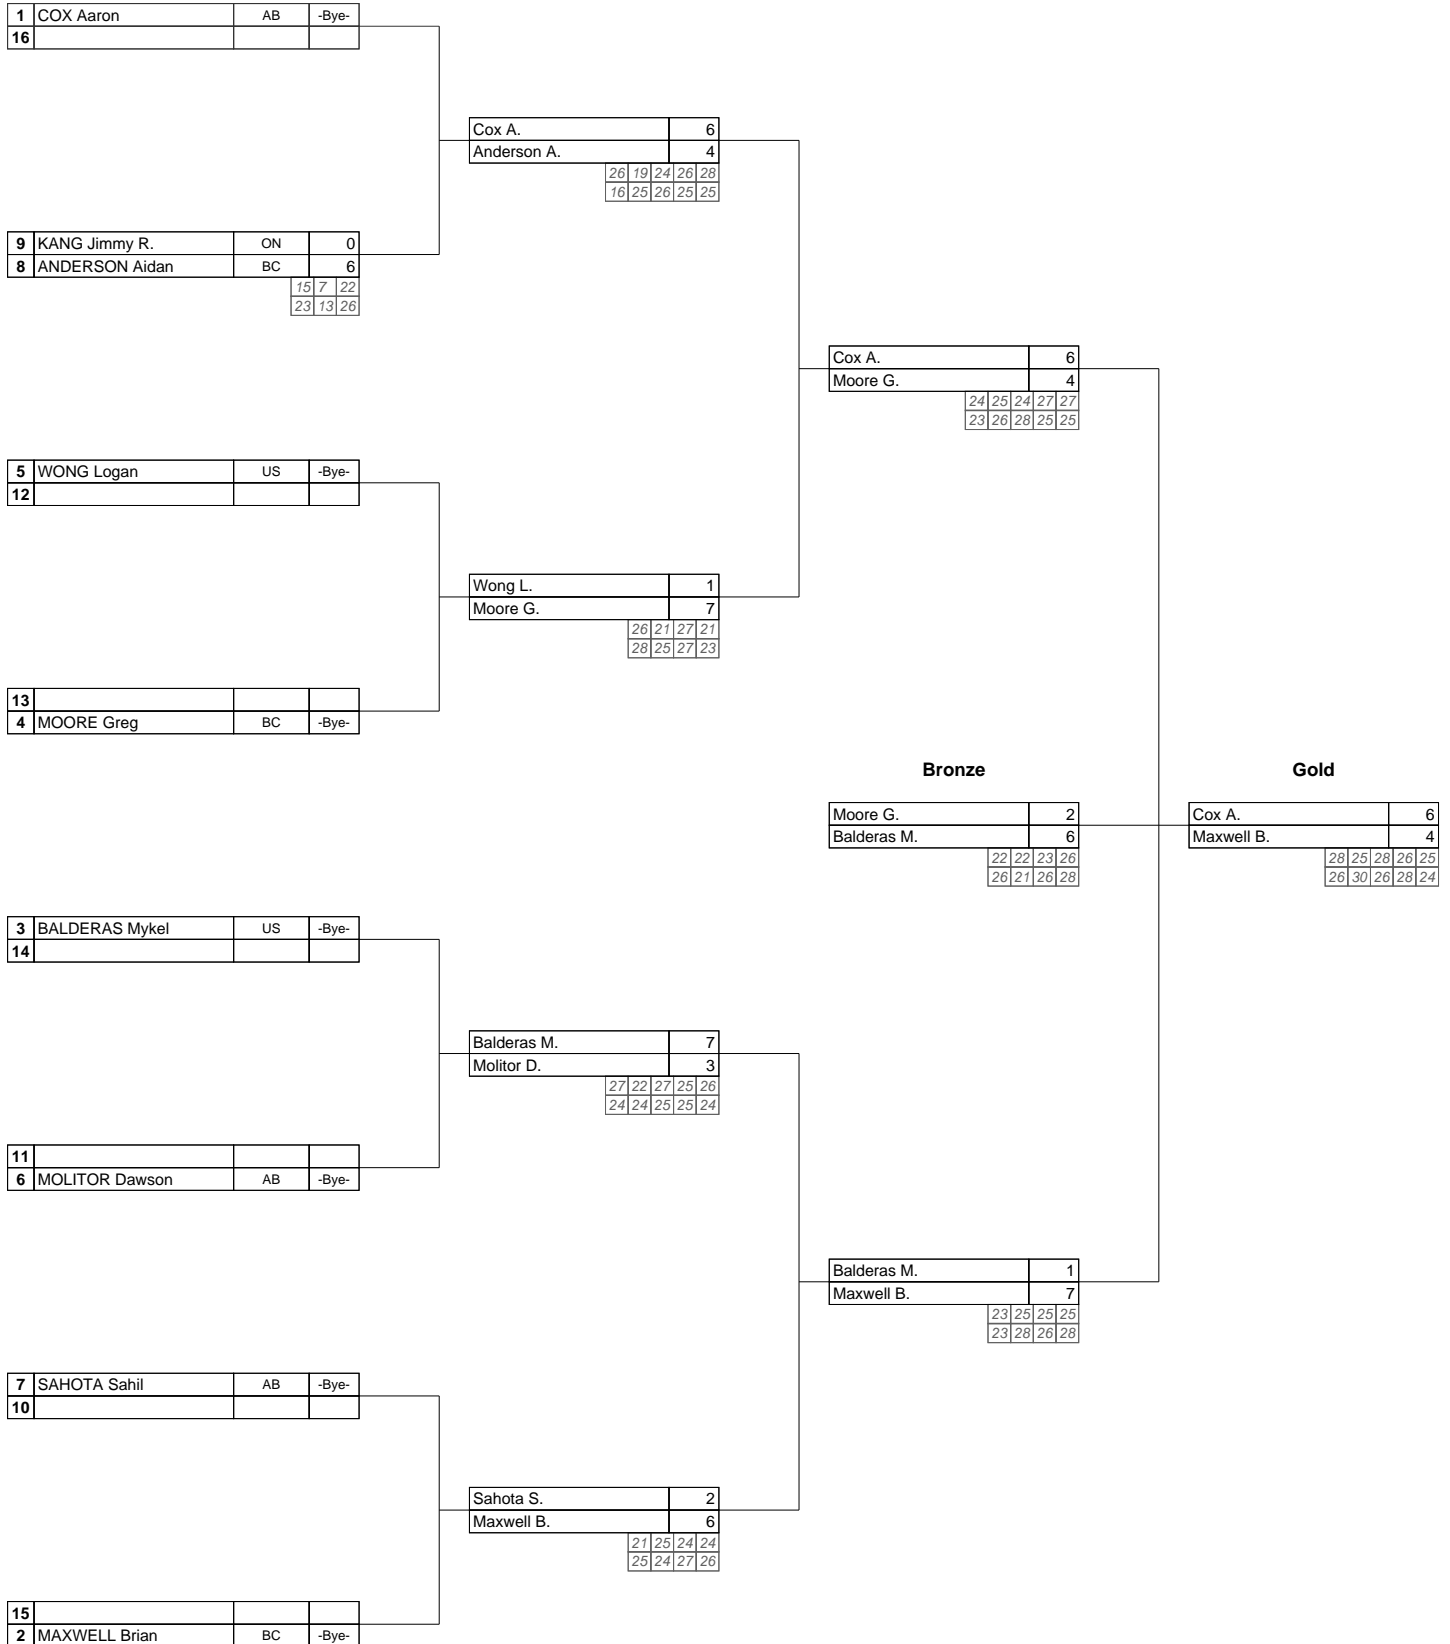 1 COX Aaron AB -Bye-
16
Cox A. 6
Anderson A. 4
26 19 24 26 28
16 25 26 25 25
9 KANG Jimmy R. ON 0
8 ANDERSON Aidan BC 6
15 7 22
23 13 26
Cox A. 6
Moore G. 4
24 25 24 27 27
23 26 28 25 25
5 WONG Logan US -Bye-
12
Wong L. 1
Moore G. 7
26 21 27 21
28 25 27 23
13
4 MOORE Greg BC -Bye-
Bronze
Gold
Moore G. 2
Balderas M. 6
22 22 23 26
26 21 26 28
Cox A. 6
Maxwell B. 4
28 25 28 26 25
26 30 26 28 24
3 BALDERAS Mykel US -Bye-
14
Balderas M. 7
Molitor D. 3
27 22 27 25 26
24 24 25 25 24
11
6 MOLITOR Dawson AB -Bye-
Balderas M. 1
Maxwell B. 7
23 25 25 25
23 28 26 28
7 SAHOTA Sahil AB -Bye-
10
Sahota S. 2
Maxwell B. 6
21 25 24 24
25 24 27 26
15
2 MAXWELL Brian BC -Bye-